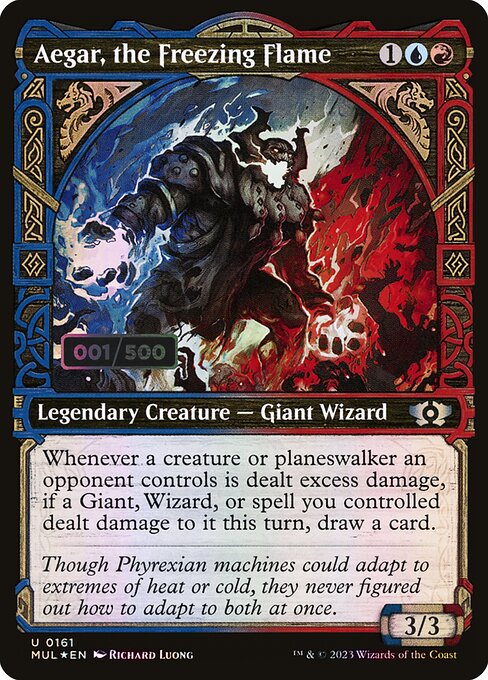 Aegar, the Freezing Flame 1
001/500
Legendary Creature — Giant Wizard
Whenever a creature or planeswalker an
opponent controls is dealt excess damage,
if a Giant, Wizard, or spell you controlled
dealt damage to it this turn, draw a card.
Though Phyrexian machines could adapt to
extremes of heat or cold, they never figured
out how to adapt to both at once.
3/3
U 0161
MUL★EN Richard Luong ™ & © 2023 Wizards of the Coast